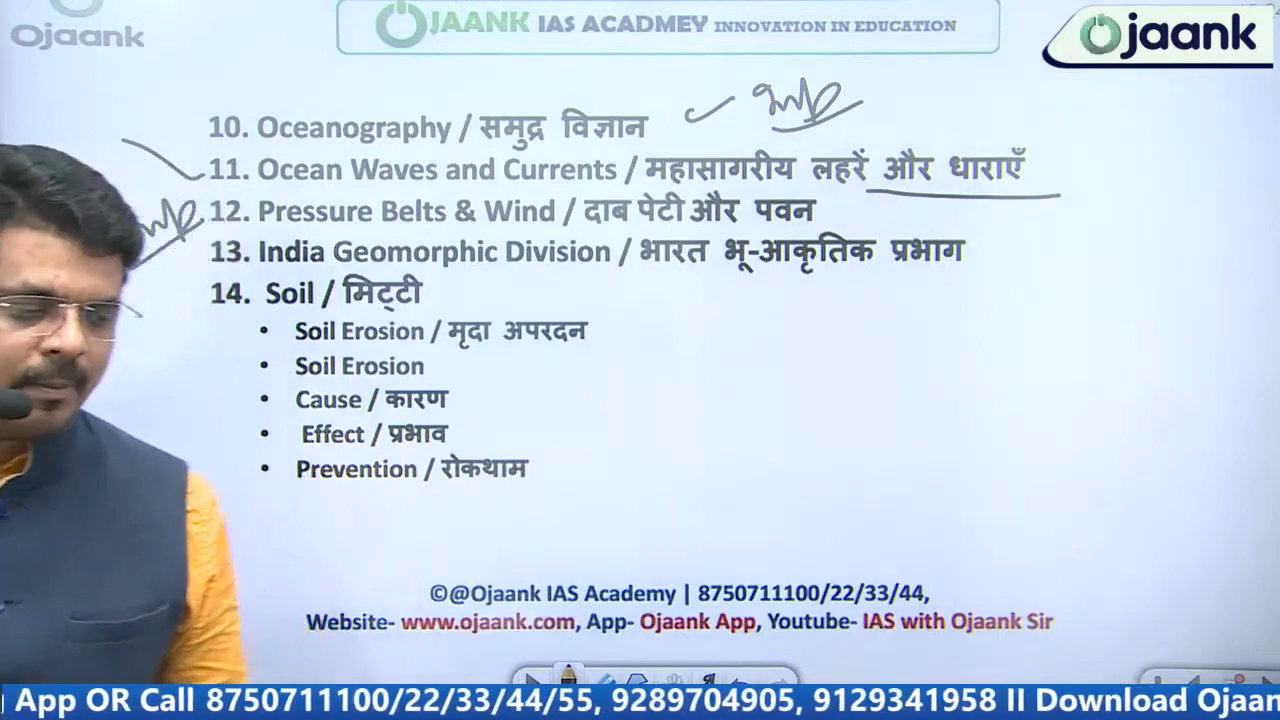 Ojaank
OJAANK IAS ACADMEY INNOVATION IN EDUCATION
Ojaank
10. Oceanography / समुद्र विज्ञान
Imp
11. Ocean Waves and Currents / महासागरीय लहरें और धाराएँ
Imp
12. Pressure Belts & Wind / दाब पेटी और पवन
13. India Geomorphic Division / भारत भू-आकृतिक प्रभाग
14. Soil / मिट्टी
• Soil Erosion / मृदा अपरदन
• Soil Erosion
• Cause / कारण
• Effect / प्रभाव
• Prevention / रोकथाम
©@Ojaank IAS Academy | 8750711100/22/33/44,
Website- www.ojaank.com, App- Ojaank App, Youtube- IAS with Ojaank Sir
App OR Call 8750711100/22/33/44/55, 9289704905, 9129341958 II Download Ojaan